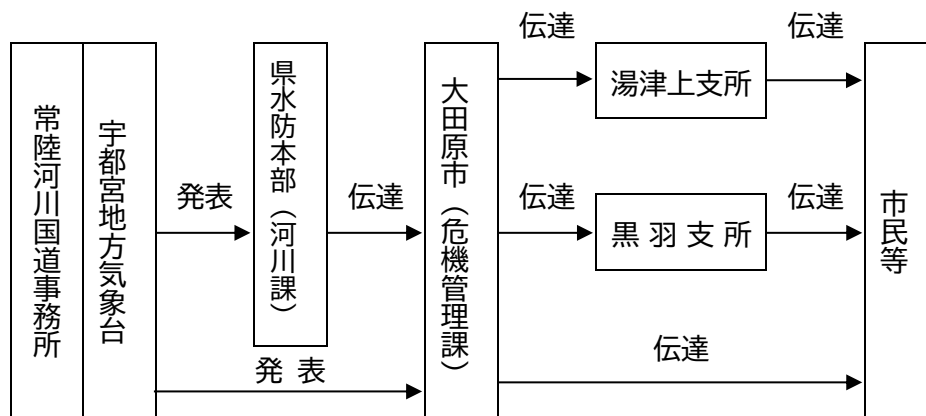 常陸河川国道事務所
宇都宮地方気象台
発表
県水防本部（河川課）
伝達
発 表
大田原市（危機管理課）
伝達
湯津上支所
伝達
伝達
黒 羽 支 所
伝達
伝達
市民等